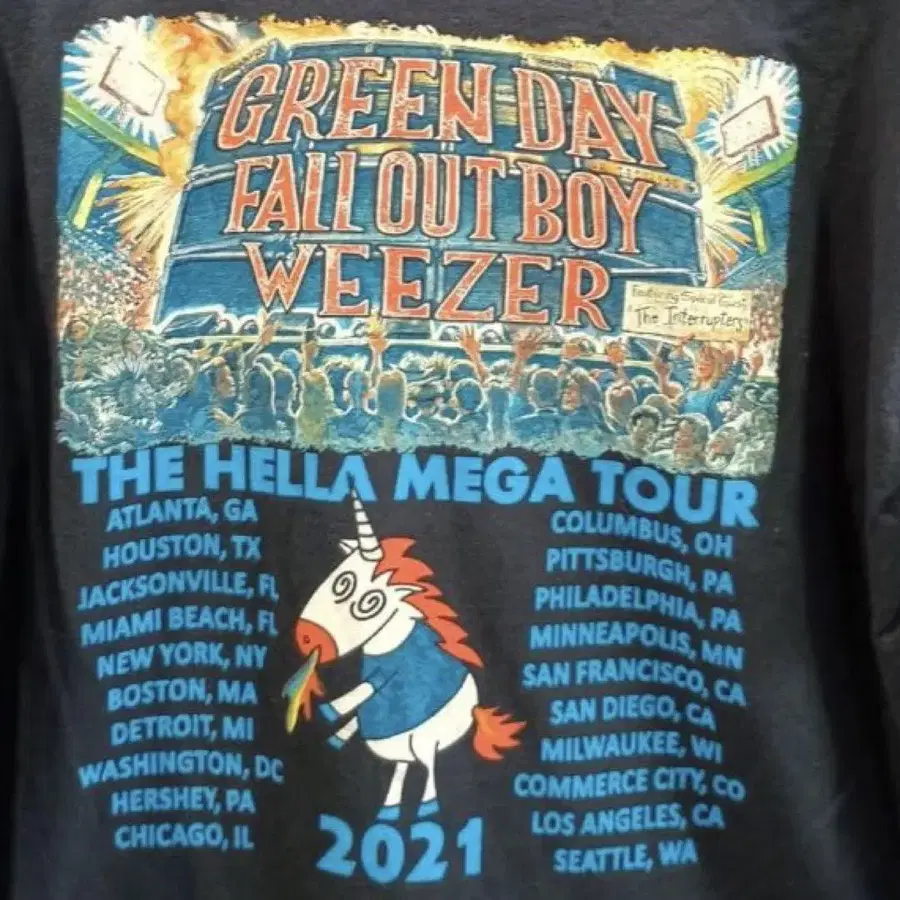 GREEN DAY
FALL OUT BOY
WEEZER
Featuring Special Guest
"The Interrupters"
THE HELLA MEGA TOUR
ATLANTA, GA
HOUSTON, TX
JACKSONVILLE, FL
MIAMI BEACH, FL
NEW YORK, NY
BOSTON, MA
DETROIT, MI
WASHINGTON, DC
HERSHEY, PA
CHICAGO, IL
COLUMBUS, OH
PITTSBURGH, PA
PHILADELPHIA, PA
MINNEAPOLIS, MN
SAN FRANCISCO, CA
SAN DIEGO, CA
MILWAUKEE, WI
COMMERCE CITY, CO
LOS ANGELES, CA
SEATTLE, WA
2021